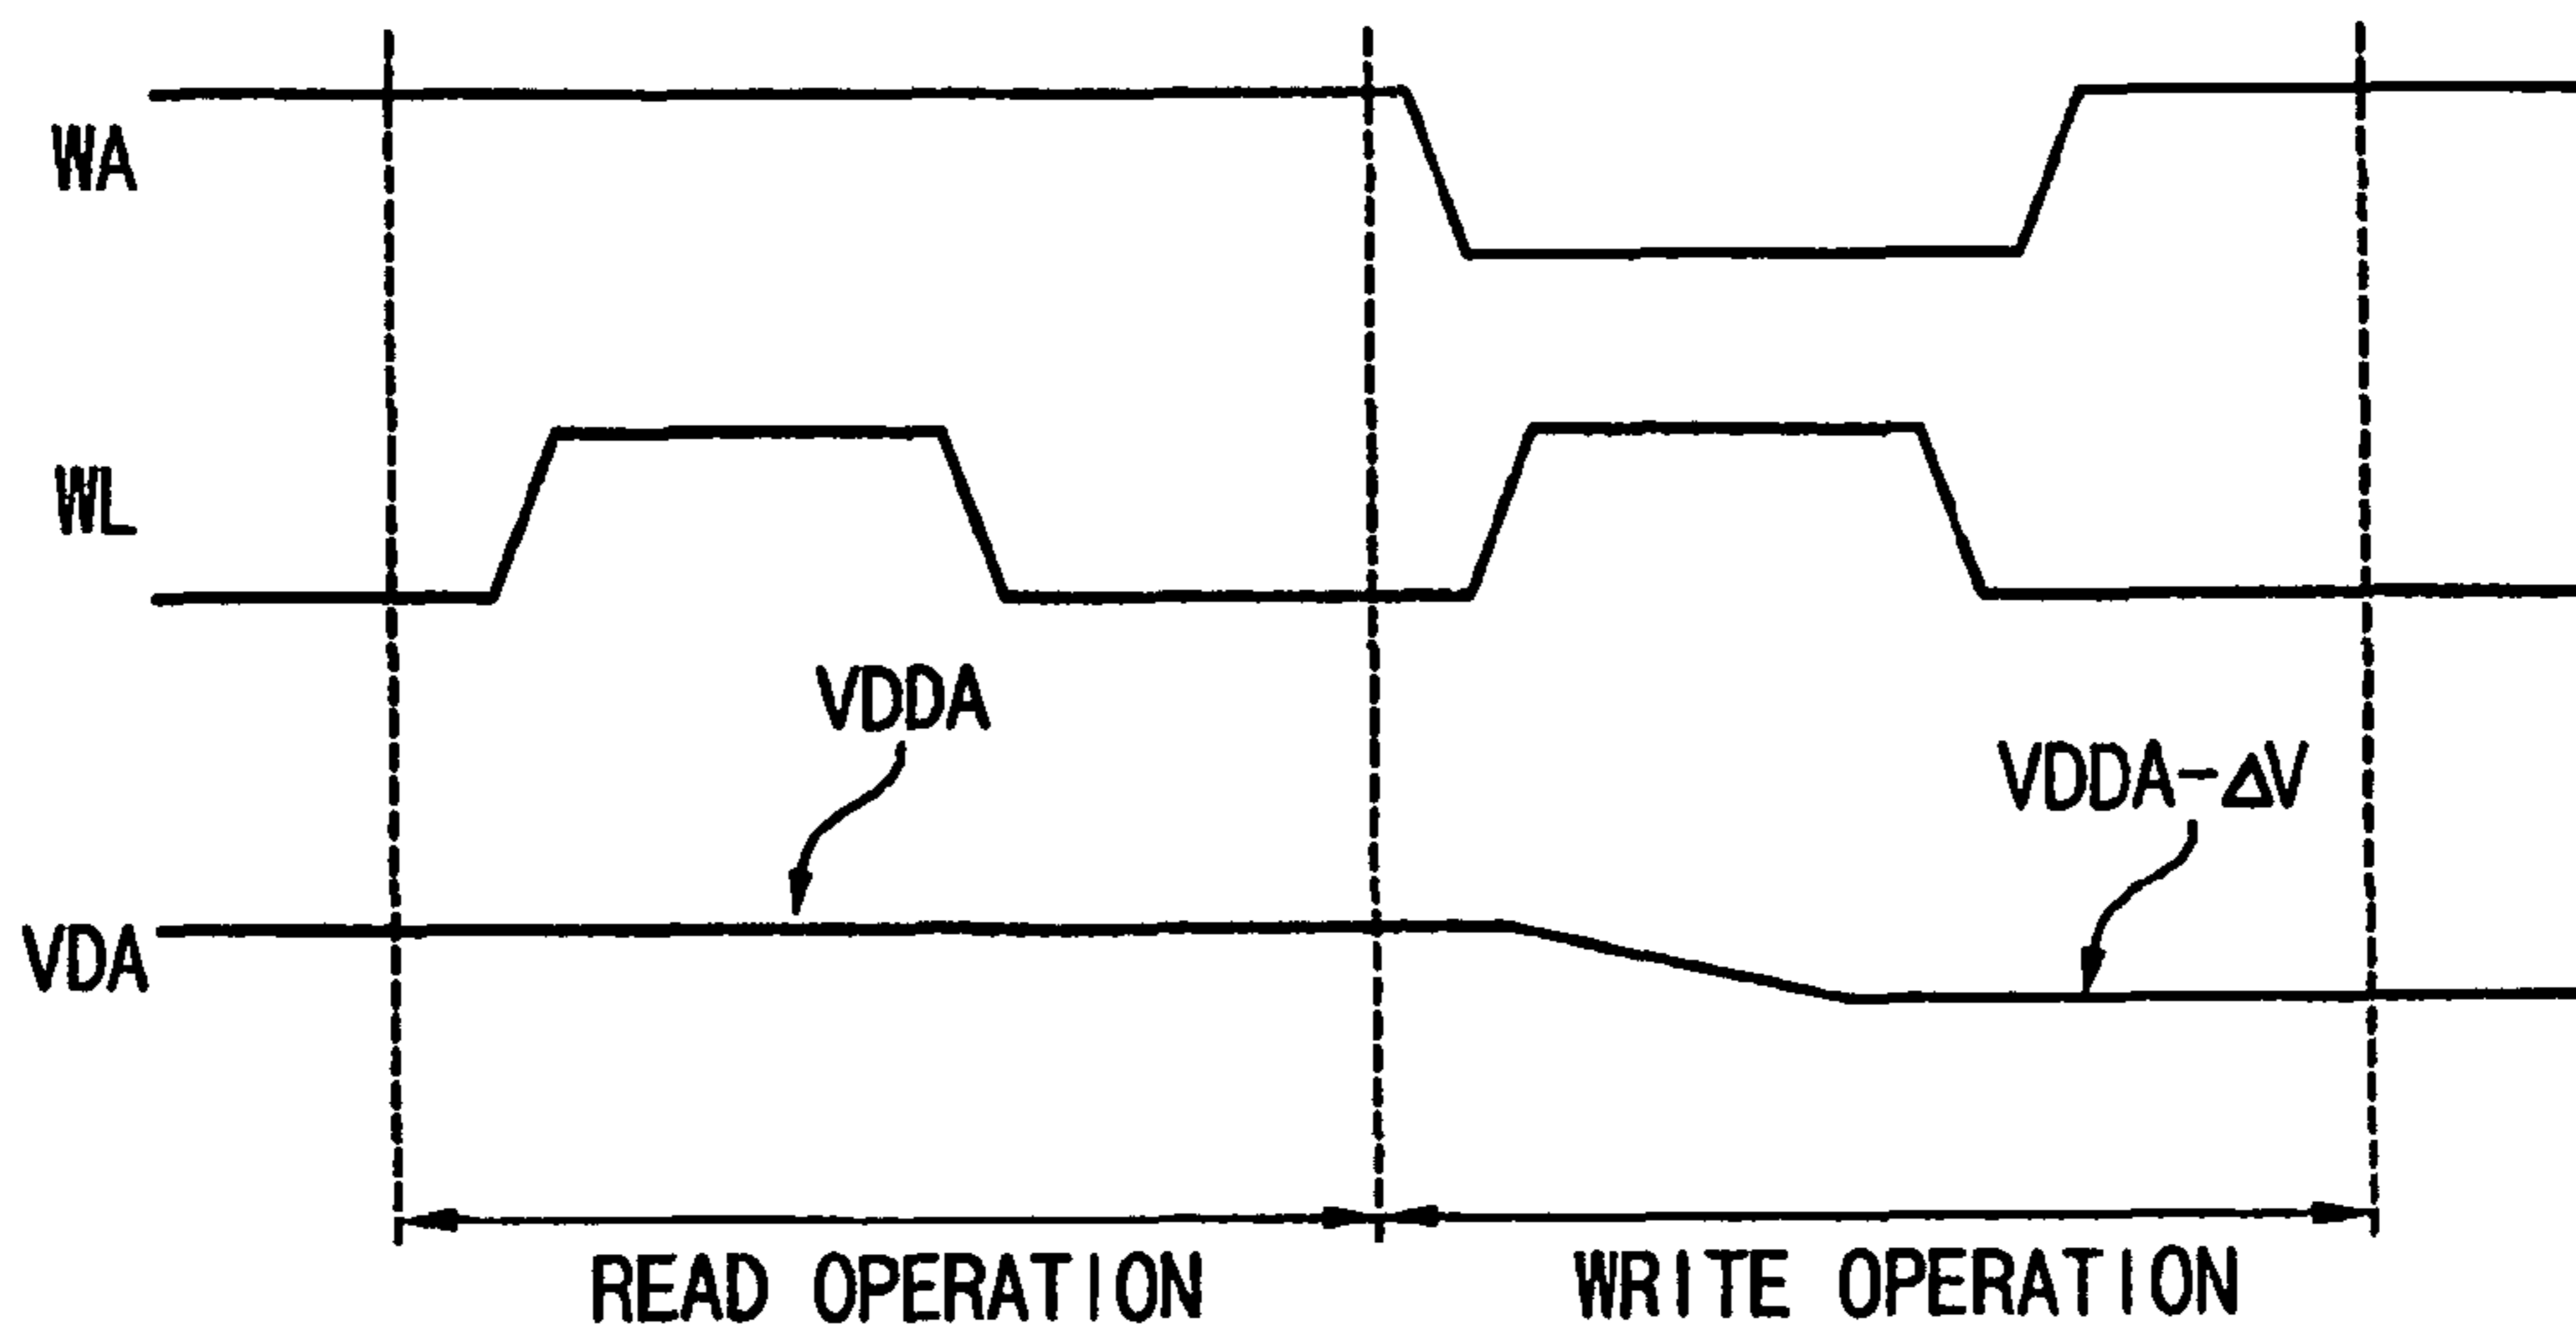 WA
WL
VDDA
VDDA-ΔV
VDA
READ OPERATION
WRITE OPERATION